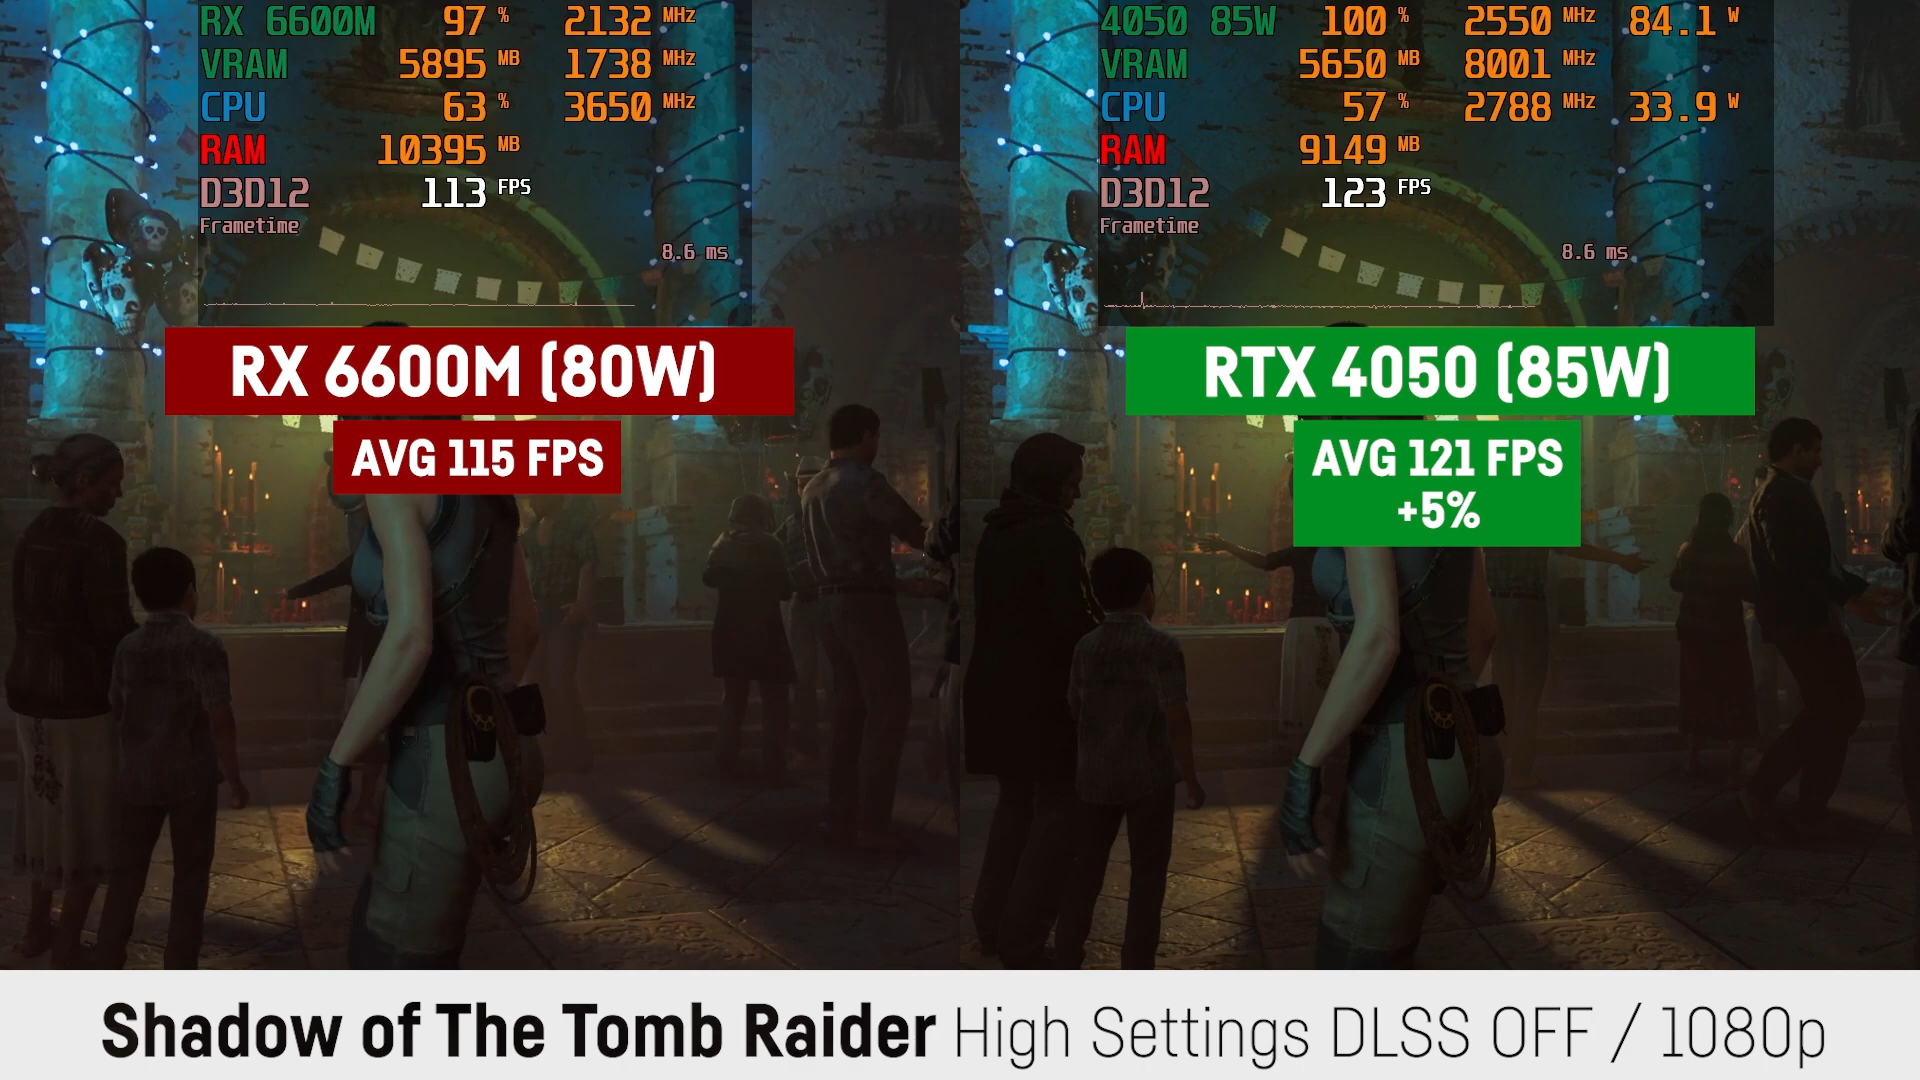 RX 6600M 97 % 2132 MHz
VRAM 5895 MB 1738 MHz
CPU 63 % 3650 MHz
RAM 10395 MB
D3D12 113 FPS
Frametime
8.6 ms
RX 6600M (80W)
AVG 115 FPS
4050 85W 100 % 2550 MHz 84.1 W
VRAM 5650 MB 8001 MHz
CPU 57 % 2788 MHz 33.9 W
RAM 9149 MB
D3D12 123 FPS
Frametime
8.6 ms
RTX 4050 (85W)
AVG 121 FPS
+5%
Shadow of The Tomb Raider High Settings DLSS OFF / 1080p